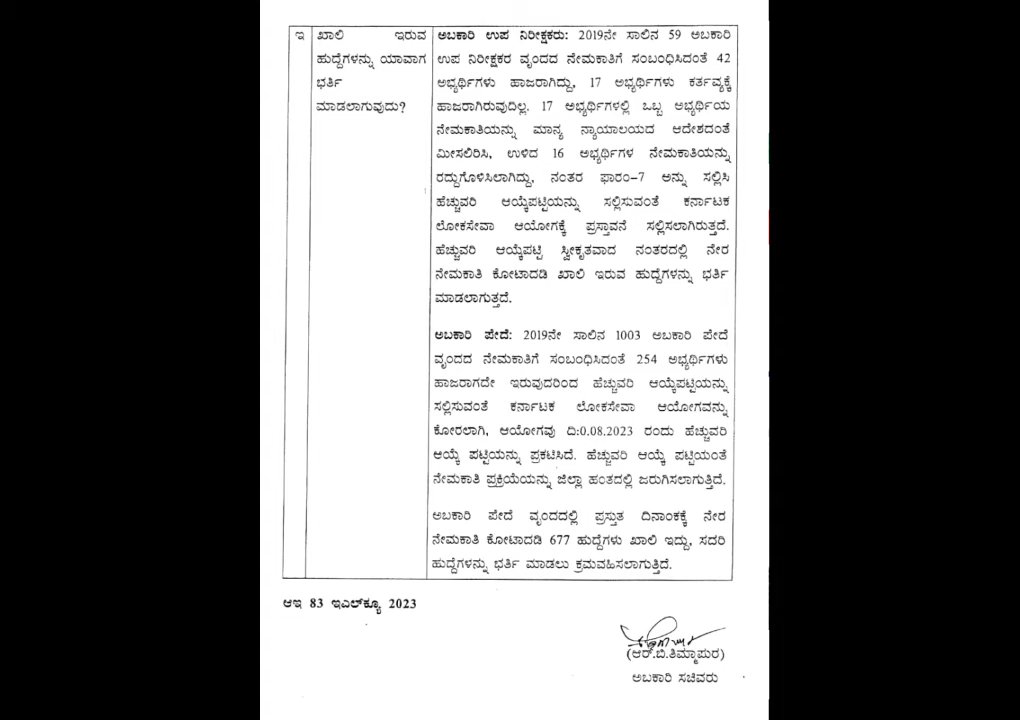 ಇ ಖಾಲಿ ಇರುವ
ಹುದ್ದೆಗಳನ್ನು ಯಾವಾಗ
ಭರ್ತಿ
ಮಾಡಲಾಗುವುದು?
ಅಬಕಾರಿ ಉಪ ನಿರೀಕ್ಷಕರು: 2019ನೇ ಸಾಲಿನ 59 ಅಬಕಾರಿ
ಉಪ ನಿರೀಕ್ಷಕರ ವೃಂದದ ನೇಮಕಾತಿಗೆ ಸಂಬಂಧಿಸಿದಂತೆ 42
ಅಭ್ಯರ್ಥಿಗಳು ಹಾಜರಾಗಿದ್ದು, 17 ಅಭ್ಯರ್ಥಿಗಳು ಕರ್ತವ್ಯಕ್ಕೆ
ಹಾಜರಾಗಿರುವುದಿಲ್ಲ. 17 ಅಭ್ಯರ್ಥಿಗಳಲ್ಲಿ ಒಬ್ಬ ಅಭ್ಯರ್ಥಿಯ
ನೇಮಕಾತಿಯನ್ನು ಮಾನ್ಯ ನ್ಯಾಯಾಲಯದ ಆದೇಶದಂತೆ
ಮೀಸಲಿರಿಸಿ, ಉಳಿದ 16 ಅಭ್ಯರ್ಥಿಗಳ ನೇಮಕಾತಿಯನ್ನು
ರದ್ದುಗೊಳಿಸಿಲಾಗಿದ್ದು, ನಂತರ ಫಾರಂ-7 ಅನ್ನು ಸಲ್ಲಿಸಿ
ಹೆಚ್ಚುವರಿ ಆಯ್ಕೆಪಟ್ಟಿಯನ್ನು ಸಲ್ಲಿಸುವಂತೆ ಕರ್ನಾಟಕ
ಲೋಕಸೇವಾ ಆಯೋಗಕ್ಕೆ ಪ್ರಸ್ತಾವನೆ ಸಲ್ಲಿಸಲಾಗಿರುತ್ತದೆ.
ಹೆಚ್ಚುವರಿ ಆಯ್ಕೆಪಟ್ಟಿ ಸ್ವೀಕೃತವಾದ ನಂತರದಲ್ಲಿ ನೇರ
ನೇಮಕಾತಿ ಕೋಟಾದಡಿ ಖಾಲಿ ಇರುವ ಹುದ್ದೆಗಳನ್ನು ಭರ್ತಿ
ಮಾಡಲಾಗುತ್ತದೆ.
ಅಬಕಾರಿ ಪೇದೆ: 2019ನೇ ಸಾಲಿನ 1003 ಅಬಕಾರಿ ಪೇದೆ
ವೃಂದದ ನೇಮಕಾತಿಗೆ ಸಂಬಂಧಿಸಿದಂತೆ 254 ಅಭ್ಯರ್ಥಿಗಳು
ಹಾಜರಾಗದೇ ಇರುವುದರಿಂದ ಹೆಚ್ಚುವರಿ ಆಯ್ಕೆಪಟ್ಟಿಯನ್ನು
ಸಲ್ಲಿಸುವಂತೆ ಕರ್ನಾಟಕ ಲೋಕಸೇವಾ ಆಯೋಗವನ್ನು
ಕೋರಲಾಗಿ, ಆಯೋಗವು ದಿ:0.08.2023 ರಂದು ಹೆಚ್ಚುವರಿ
ಆಯ್ಕೆ ಪಟ್ಟಿಯನ್ನು ಪ್ರಕಟಿಸಿದೆ. ಹೆಚ್ಚುವರಿ ಆಯ್ಕೆ ಪಟ್ಟಿಯಂತೆ
ನೇಮಕಾತಿ ಪ್ರಕ್ರಿಯೆಯನ್ನು ಜಿಲ್ಲಾ ಹಂತದಲ್ಲಿ ಜರುಗಿಸಲಾಗುತ್ತಿದೆ.
ಅಬಕಾರಿ ಪೇದೆ ವೃಂದದಲ್ಲಿ ಪ್ರಸ್ತುತ ದಿನಾಂಕಕ್ಕೆ ನೇರ
ನೇಮಕಾತಿ ಕೋಟಾದಡಿ 677 ಹುದ್ದೆಗಳು ಖಾಲಿ ಇದ್ದು, ಸದರಿ
ಹುದ್ದೆಗಳನ್ನು ಭರ್ತಿ ಮಾಡಲು ಕ್ರಮವಹಿಸಲಾಗುತ್ತಿದೆ.
ಆಇ 83 ಇಎಲ್‌ಕ್ಯೂ 2023
(ಆರ್.ಬಿ.ತಿಮ್ಮಾಪುರ)
ಅಬಕಾರಿ ಸಚಿವರು